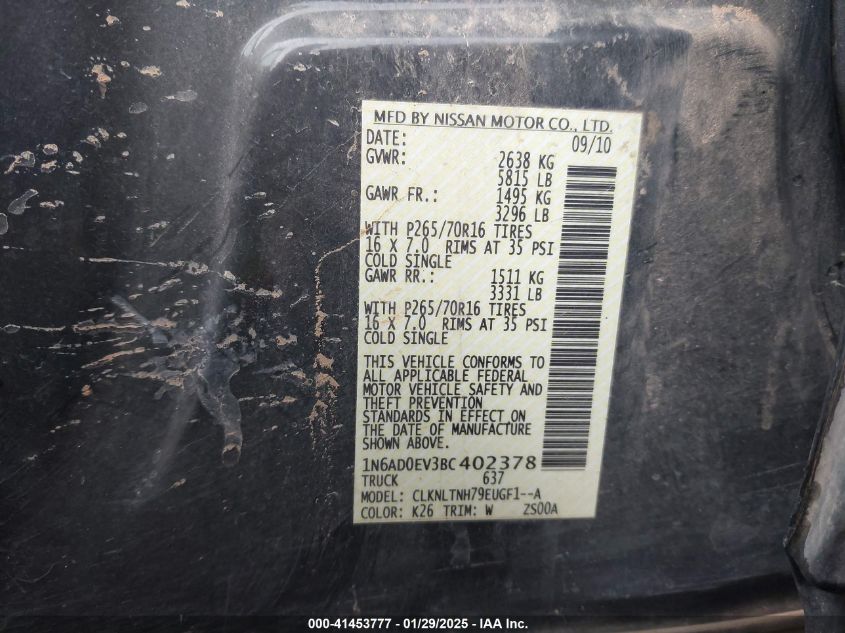 MFD BY NISSAN MOTOR CO., LTD.
DATE: 09/10
GVWR: 2638 KG
5815 LB
GAWR FR.: 1495 KG
3296 LB
WITH P265/70R16 TIRES
16 X 7.0 RIMS AT 35 PSI
COLD SINGLE
GAWR RR.: 1511 KG
3331 LB
WITH P265/70R16 TIRES
16 X 7.0 RIMS AT 35 PSI
COLD SINGLE
THIS VEHICLE CONFORMS TO
ALL APPLICABLE FEDERAL
MOTOR VEHICLE SAFETY AND
THEFT PREVENTION
STANDARDS IN EFFECT ON
THE DATE OF MANUFACTURE
SHOWN ABOVE.
1N6AD0EV3BC402378
TRUCK 637
MODEL: CLKNLTNH79EUGF1--A
COLOR: K26 TRIM: W ZS00A
000-41453777 - 01/29/2025 - IAA Inc.